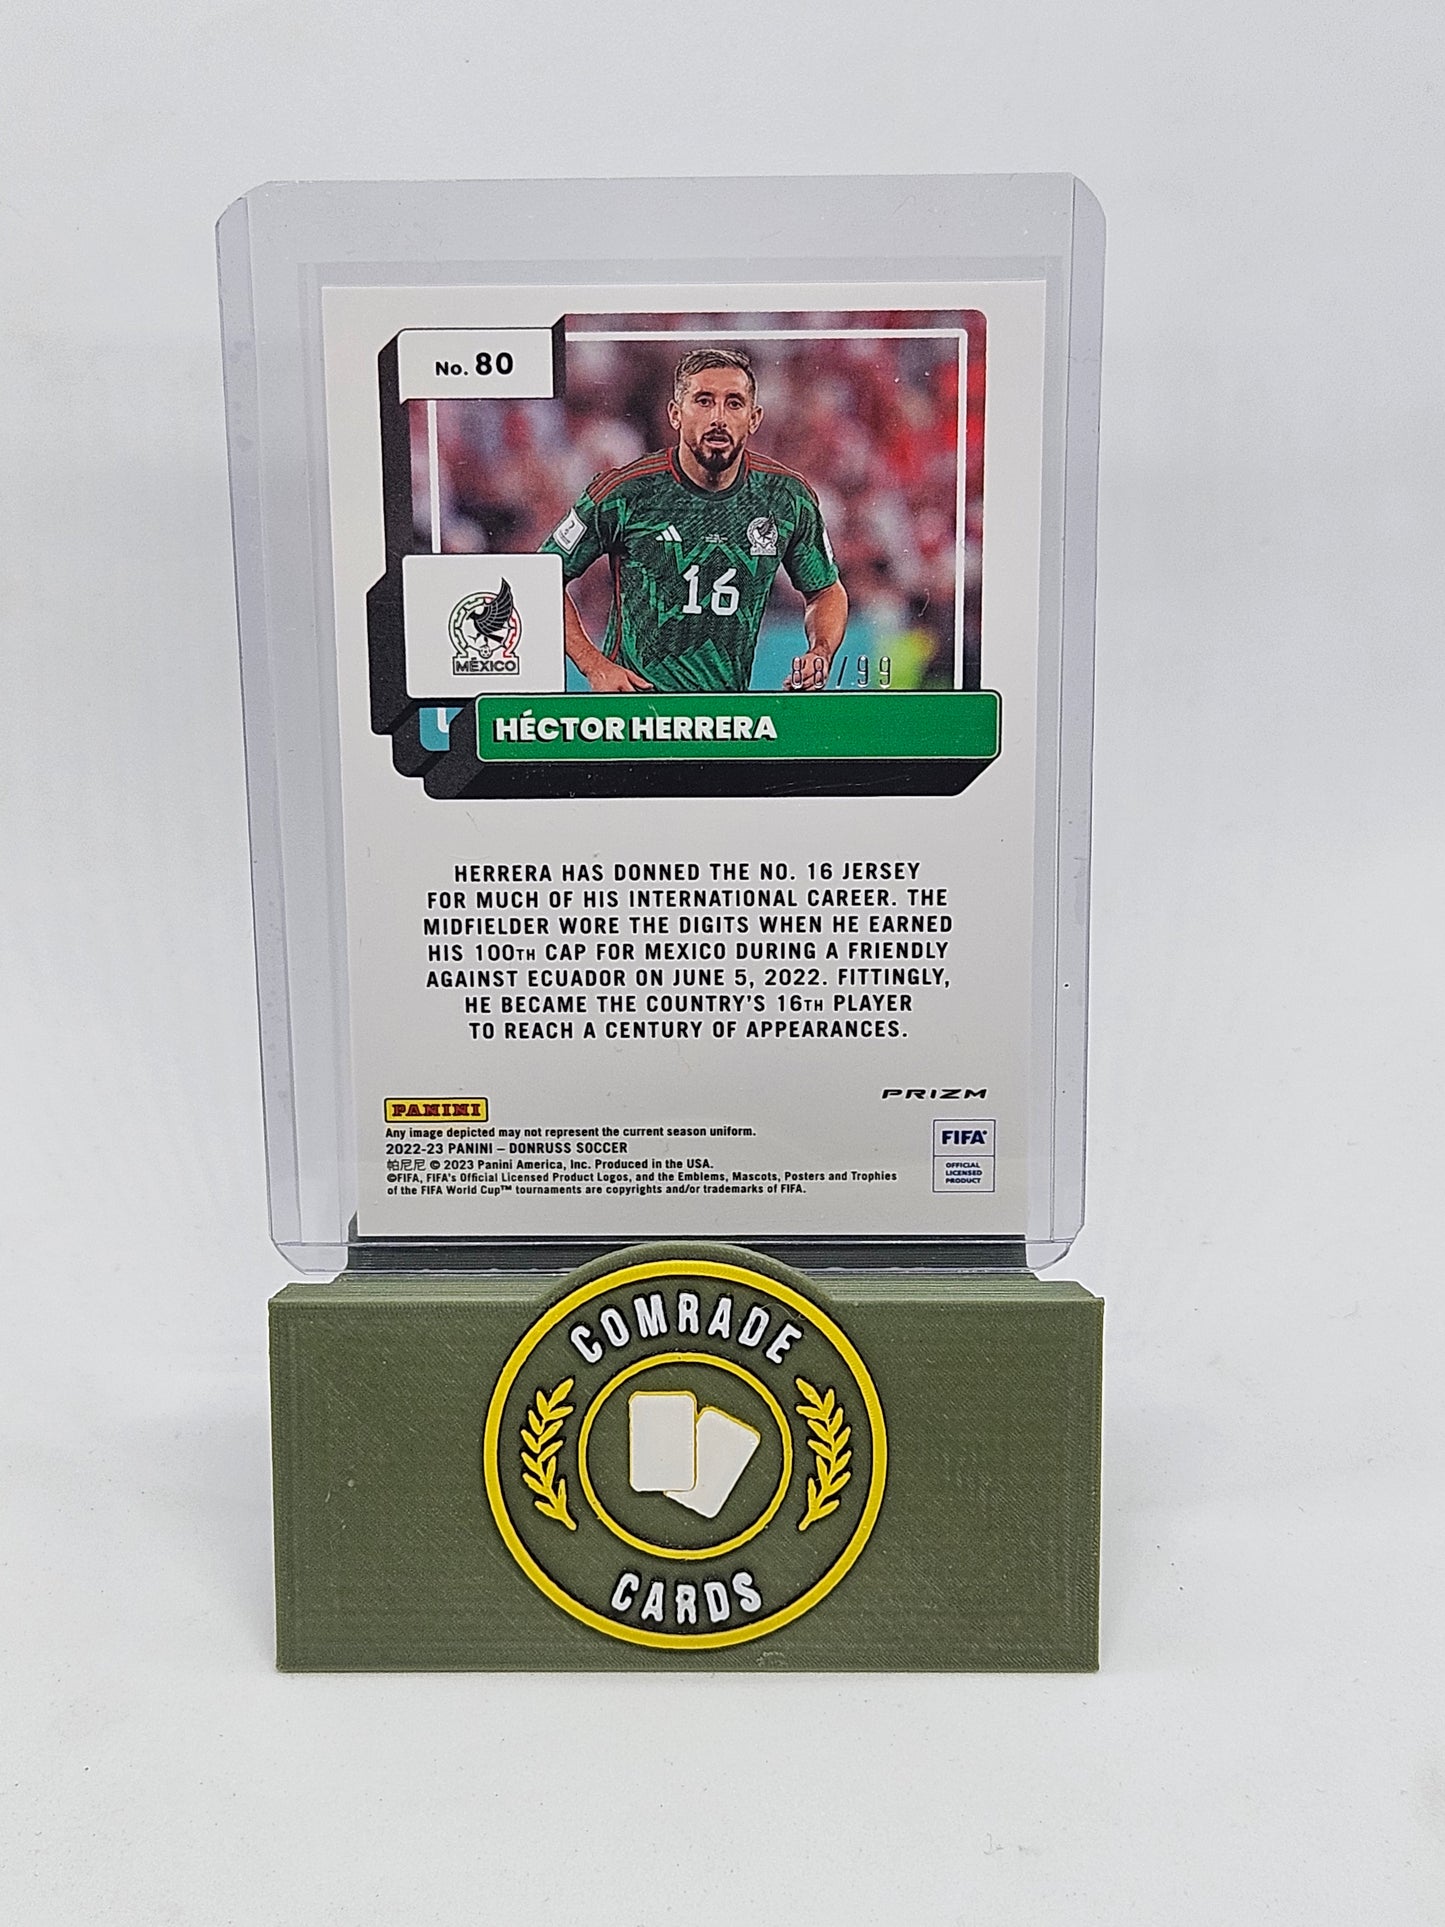 No. 80
16
MÉXICO
88/99
HÉCTOR HERRERA
HERRERA HAS DONNED THE NO. 16 JERSEY
FOR MUCH OF HIS INTERNATIONAL CAREER. THE
MIDFIELDER WORE THE DIGITS WHEN HE EARNED
HIS 100TH CAP FOR MEXICO DURING A FRIENDLY
AGAINST ECUADOR ON JUNE 5, 2022. FITTINGLY,
HE BECAME THE COUNTRY'S 16TH PLAYER
TO REACH A CENTURY OF APPEARANCES.
PRIZM
PANINI
Any image depicted may not represent the current season uniform.
2022-23 PANINI – DONRUSS SOCCER
帕尼尼 © 2023 Panini America, Inc. Produced in the USA.
©FIFA, FIFA's Official Licensed Product Logos, and the Emblems, Mascots, Posters and Trophies
of the FIFA World Cup™ tournaments are copyrights and/or trademarks of FIFA.
FIFA
OFFICIAL
LICENSED
PRODUCT
COMRADE
CARDS